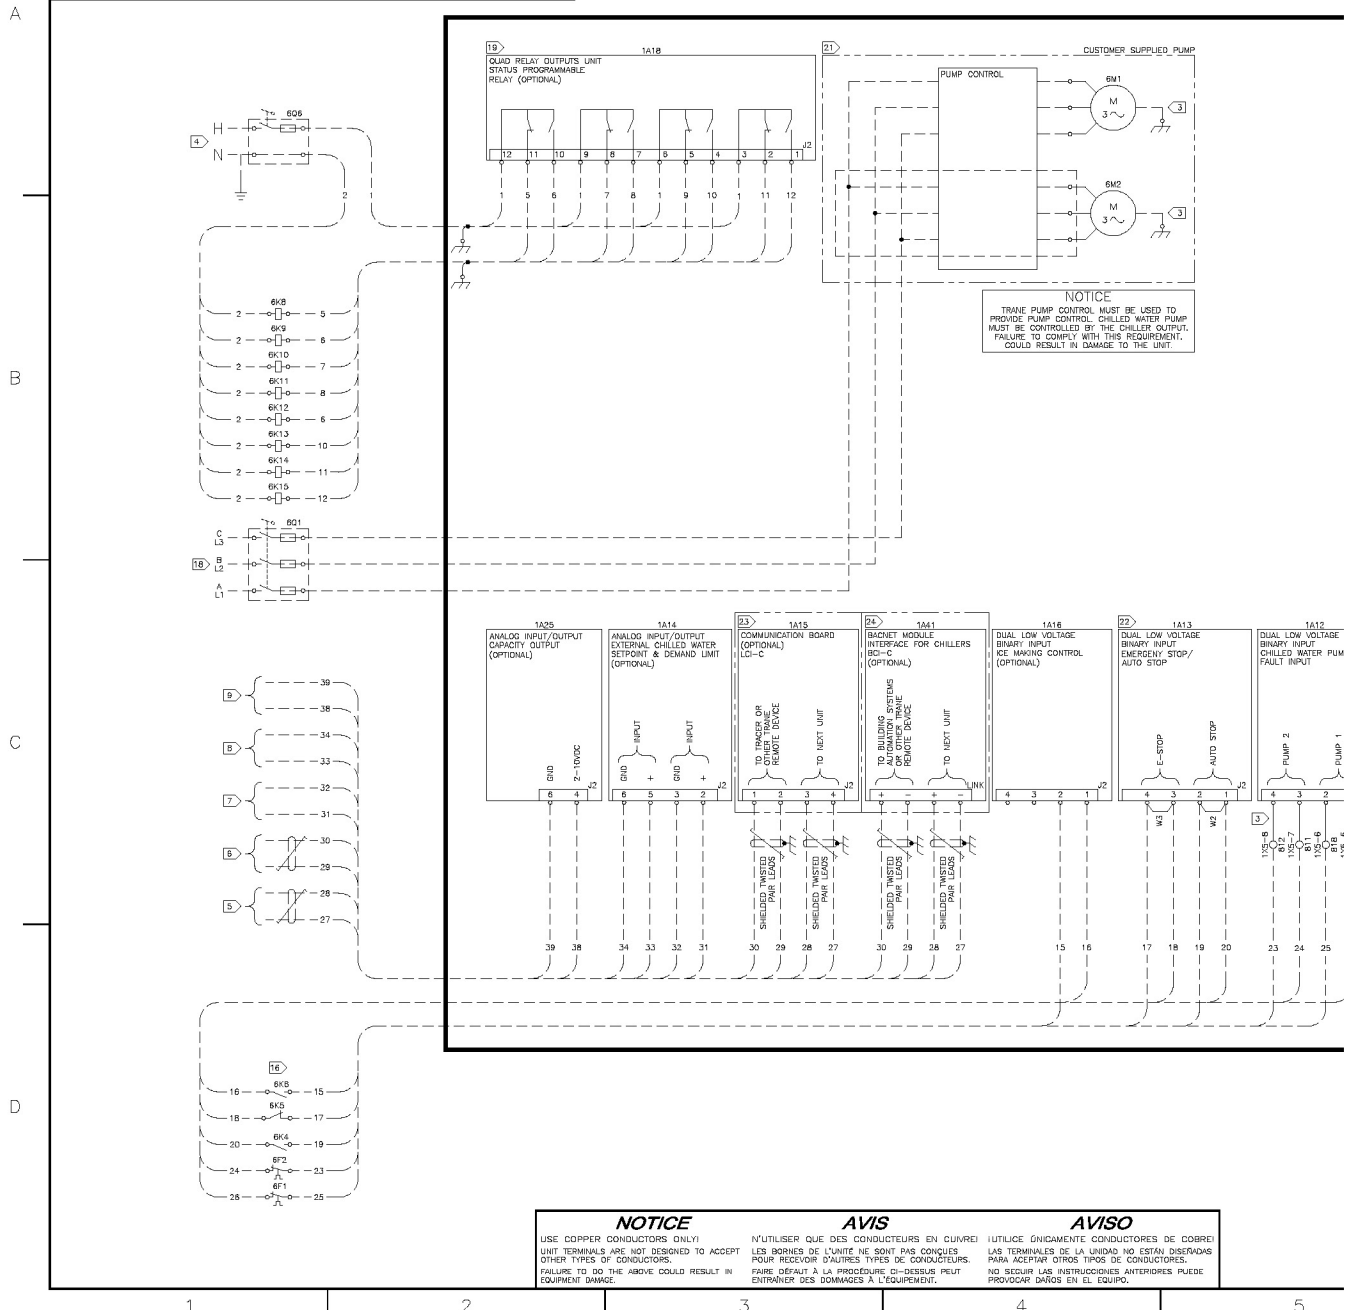 A
19
1A18
QUAD RELAY OUTPUTS UNIT
STATUS PROGRAMMABLE
RELAY (OPTIONAL)
12 11 10 9 8 7 6 5 4 3 2 1
J2
1 5 6 1 7 8 1 9 10 1 11 12
21
CUSTOMER SUPPLIED PUMP
PUMP CONTROL
6M1
M
3
3
6M2
M
3
3
NOTICE
TRANE PUMP CONTROL MUST BE USED TO
PROVIDE PUMP CONTROL. CHILLED WATER PUMP
MUST BE CONTROLLED BY THE CHILLER OUTPUT.
FAILURE TO COMPLY WITH THIS REQUIREMENT,
COULD RESULT IN DAMAGE TO THE UNIT.
6Q6
4
H
N
2
B
2 6K8 5
2 6K9 6
2 6K10 7
2 6K11 8
2 6K12 6
2 6K13 10
2 6K14 11
2 6K15 12
6Q1
18
C
L3
B
L2
A
L1
C
9
39
38
8
34
33
7
32
31
6
30
29
5
28
27
1A25
ANALOG INPUT/OUTPUT
CAPACITY OUTPUT
(OPTIONAL)
GND
2-10VDC
6 4
J2
39 38
1A14
ANALOG INPUT/OUTPUT
EXTERNAL CHILLED WATER
SETPOINT & DEMAND LIMIT
(OPTIONAL)
INPUT
INPUT
GND
+
GND
+
6 5 3 2
J2
34 33 32 31
23
1A15
COMMUNICATION BOARD
(OPTIONAL)
LCI-C
TO TRACER OR
OTHER TRANE
REMOTE DEVICE
TO NEXT UNIT
1 2 3 4
J2
SHIELDED TWISTED
PAIR LEADS
SHIELDED TWISTED
PAIR LEADS
30 29 28 27
24
1A41
BACNET MODULE
INTERFACE FOR CHILLERS
BCI-C
(OPTIONAL)
TO BUILDING
AUTOMATION SYSTEMS
OR OTHER TRANE
REMOTE DEVICE
TO NEXT UNIT
+ - + -
LINK
SHIELDED TWISTED
PAIR LEADS
SHIELDED TWISTED
PAIR LEADS
30 29 28 27
1A16
DUAL LOW VOLTAGE
BINARY INPUT
ICE MAKING CONTROL
(OPTIONAL)
4 3 2 1
J2
15 16
22
1A13
DUAL LOW VOLTAGE
BINARY INPUT
EMERGENY STOP/
AUTO STOP
E-STOP
AUTO STOP
4 3 2 1
J2
W3
W2
17 18 19 20
1A12
DUAL LOW VOLTAGE
BINARY INPUT
CHILLED WATER PUM
FAULT INPUT
PUMP 2
PUMP 1
4 3 2
3
1X5-8
812
1X5-7
811
1X5-6
818
23 24 25
D
16
16 6K6 15
18 6K5 17
20 6K4 19
24 6F2 23
26 6F1 25
NOTICE
USE COPPER CONDUCTORS ONLY!
UNIT TERMINALS ARE NOT DESIGNED TO ACCEPT
OTHER TYPES OF CONDUCTORS.
FAILURE TO DO THE ABOVE COULD RESULT IN
EQUIPMENT DAMAGE.
AVIS
N'UTILISER QUE DES CONDUCTEURS EN CUIVRE!
LES BORNES DE L'UNITÉ NE SONT PAS CONÇUES
POUR RECEVOIR D'AUTRES TYPES DE CONDUCTEURS.
FAIRE DÉFAUT À LA PROCÉDURE CI-DESSUS PEUT
ENTRAÎNER DES DOMMAGES À L'ÉQUIPEMENT.
AVISO
¡UTILICE ÚNICAMENTE CONDUCTORES DE COBRE!
LAS TERMINALES DE LA UNIDAD NO ESTÁN DISEÑADAS
PARA ACEPTAR OTROS TIPOS DE CONDUCTORES.
NO SEGUIR LAS INSTRUCCIONES ANTERIORES PUEDE
PROVOCAR DAÑOS EN EL EQUIPO.
1 2 3 4 5